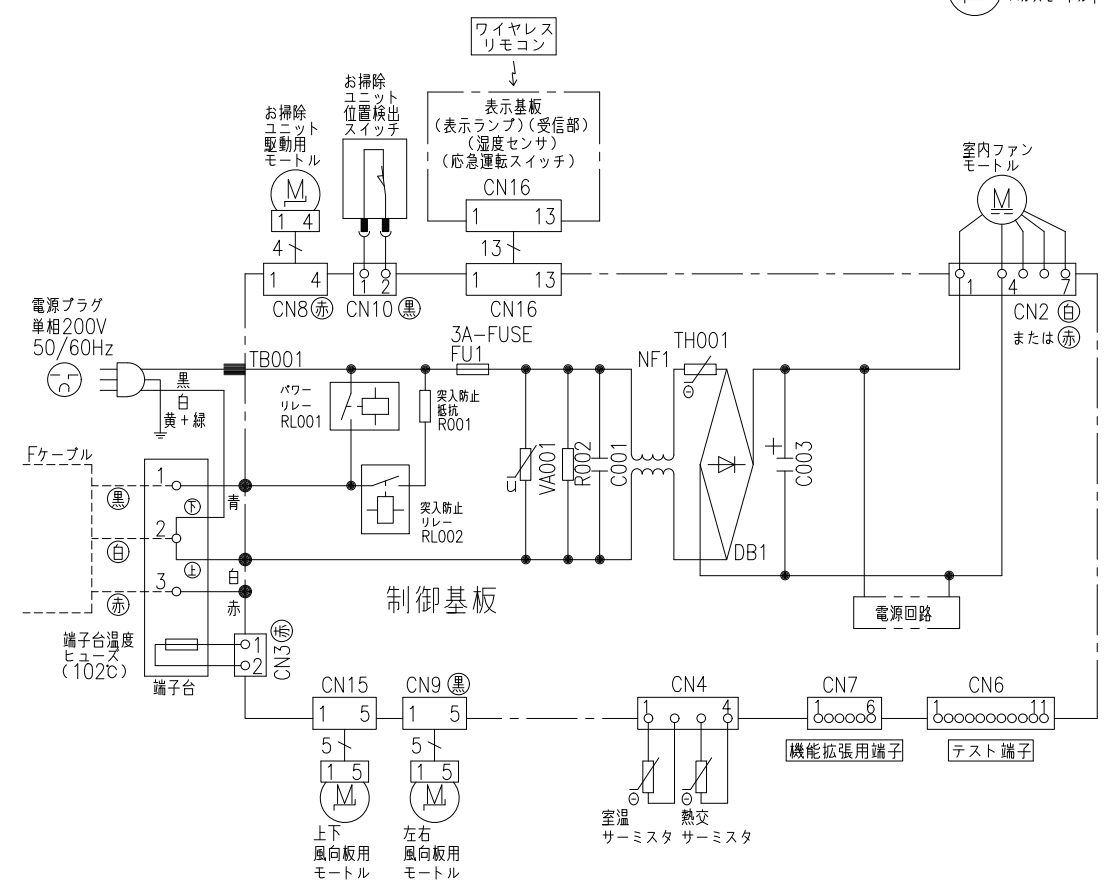 ワイヤレス
リモコン
お掃除
ユニット
駆動用
モートル
M
1 4
4
1 4
CN8 赤
お掃除
ユニット
位置検出
スイッチ
1 2
CN10 黒
表示基板
(表示ランプ)(受信部)
(湿度センサ)
(応急運転スイッチ)
CN16
1 13
13
1 13
CN16
室内ファン
モートル
M
1 4 7
CN2 白
または 赤
電源プラグ
単相200V
50/60Hz
黒
白
黄+緑
TB001
パワー
リレー
RL001
突入防止
抵抗
R001
3A-FUSE
FU1
突入防止
リレー
RL002
u
VA001
R002
C001
NF1
TH001
DB1
+
C003
電源回路
Fケーブル
黒
白
赤
1
2
3
下
上
青
白
赤
制御基板
端子台温度
ヒューズ
(102℃)
端子台
1
2
CN3 赤
CN15
1 5
5
1 5
M
上下
風向板用
モートル
CN9 黒
1 5
5
1 5
M
左右
風向板用
モートル
CN4
1 4
室温
サーミスタ
熱交
サーミスタ
CN7
1 6
機能拡張用端子
CN6
1 11
テスト端子